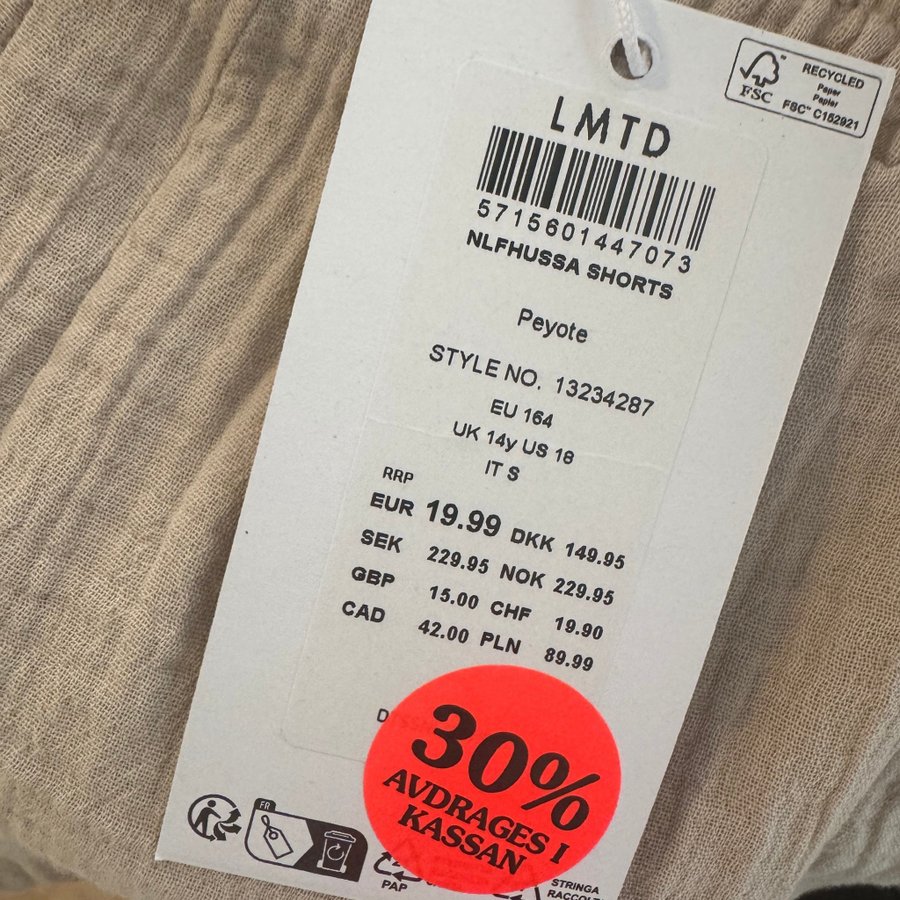 RECYCLED
Paper
Papier
FSC™ C152921
FSC
LMTD
5715601447073
NLFHUSSA SHORTS
Peyote
STYLE NO. 13234287
EU 164
UK 14y US 18
IT S
RRP
EUR 19.99 DKK 149.95
SEK 229.95 NOK 229.95
GBP 15.00 CHF 19.90
CAD 42.00 PLN 89.99
30%
AVDRAGES I
KASSAN
FR
PAP
STRINGA